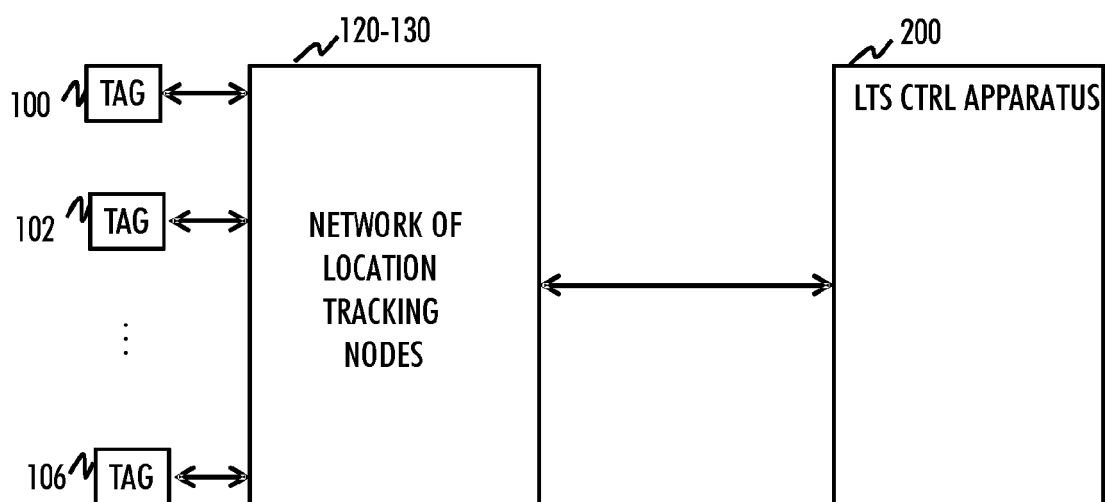 120-130
200
100
TAG
LTS CTRL APPARATUS
102
TAG
NETWORK OF
LOCATION
TRACKING
NODES
⋮
106
TAG